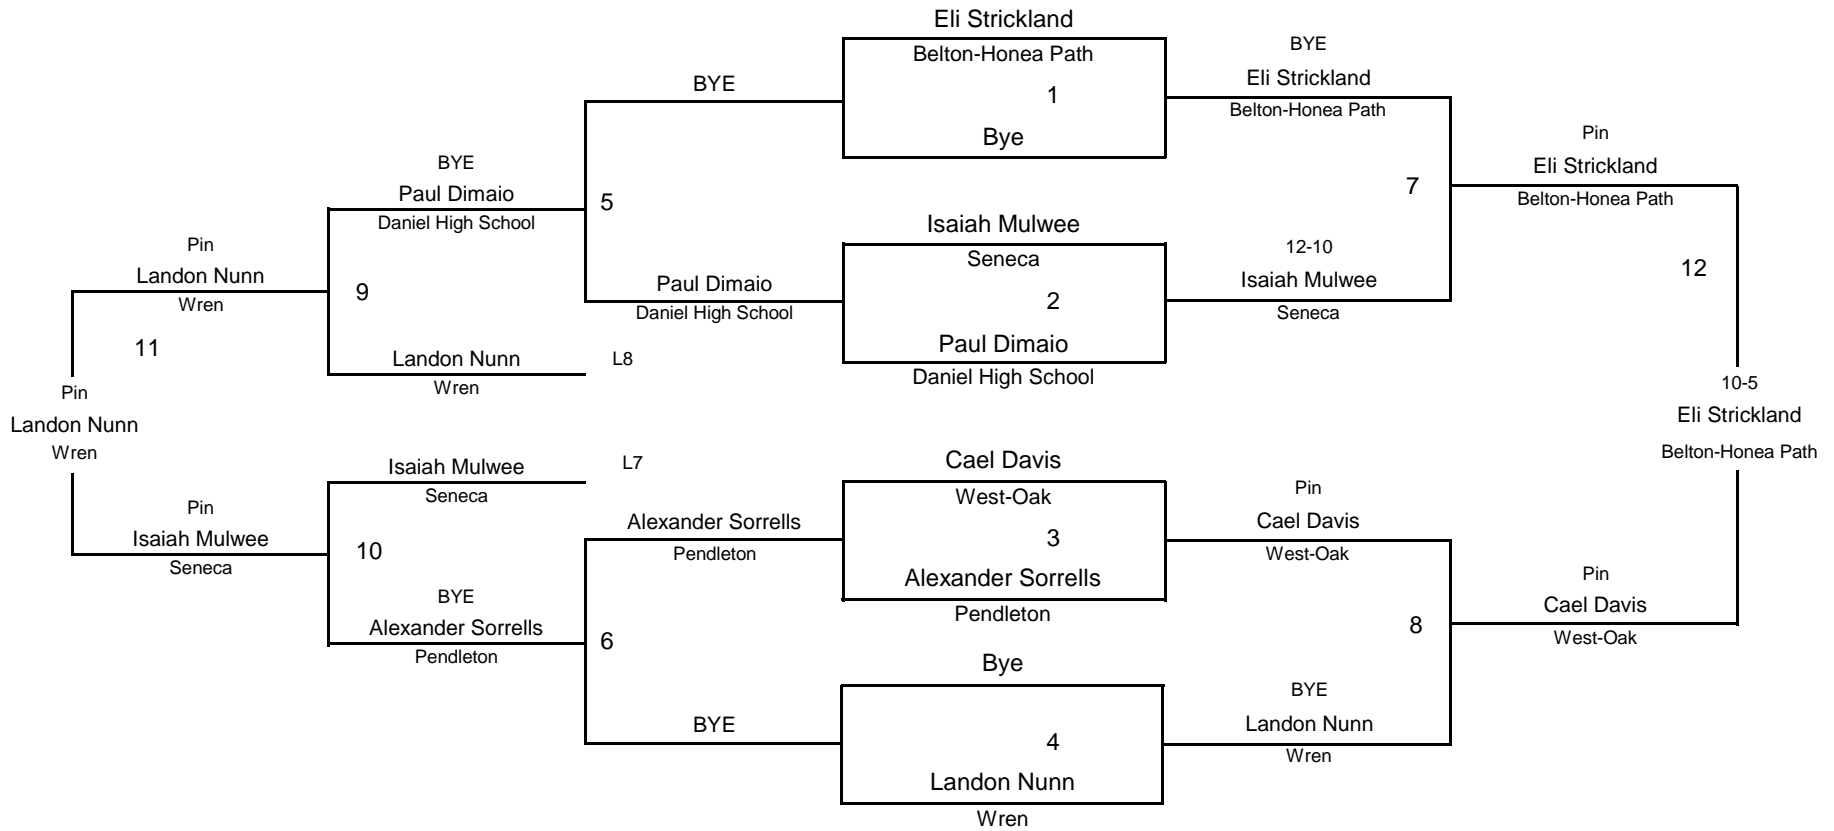 Eli Strickland
Belton-Honea Path
1
Bye
BYE
Eli Strickland
Belton-Honea Path
BYE
Pin
Eli Strickland
Belton-Honea Path
7
BYE
Paul Dimaio
Daniel High School
5
Isaiah Mulwee
Seneca
2
Paul Dimaio
Daniel High School
12-10
Isaiah Mulwee
Seneca
12
Pin
Landon Nunn
Wren
9
Paul Dimaio
Daniel High School
11
Landon Nunn
Wren
L8
Pin
Landon Nunn
Wren
10-5
Eli Strickland
Belton-Honea Path
Isaiah Mulwee
Seneca
L7
Cael Davis
West-Oak
3
Alexander Sorrells
Pendleton
Pin
Cael Davis
West-Oak
Pin
Isaiah Mulwee
Seneca
10
Alexander Sorrells
Pendleton
BYE
Alexander Sorrells
Pendleton
6
8
Pin
Cael Davis
West-Oak
Bye
4
Landon Nunn
Wren
BYE
BYE
Landon Nunn
Wren